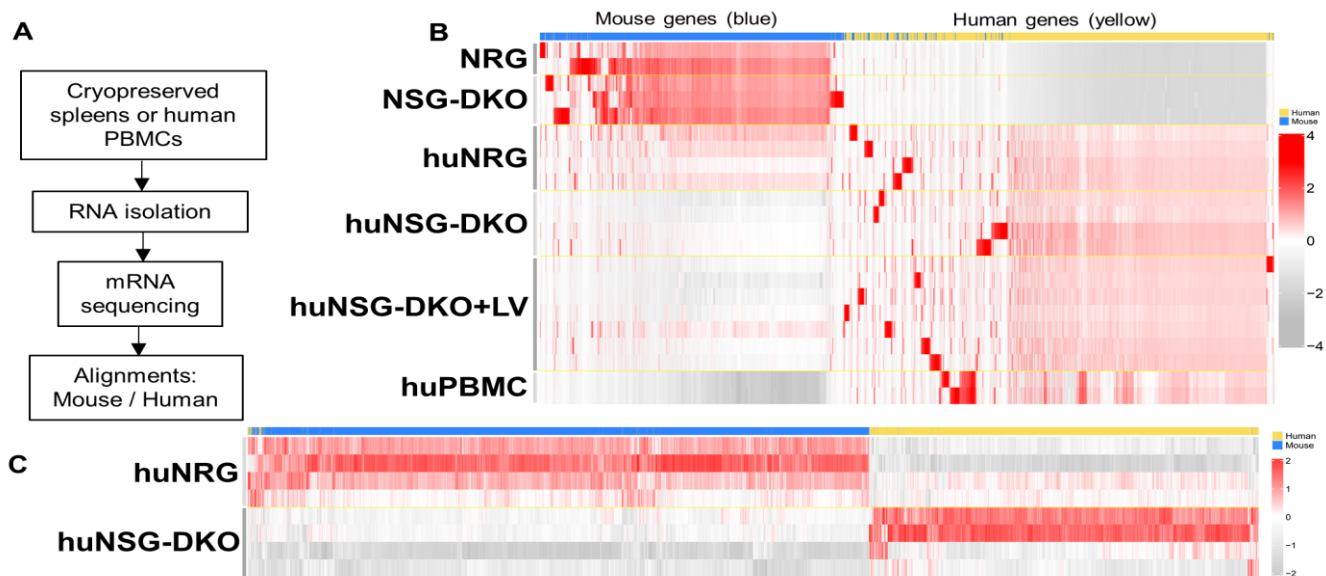 A
Cryopreserved
spleens or human
PBMCs
RNA isolation
mRNA
sequencing
Alignments:
Mouse / Human
B
Mouse genes (blue)
Human genes (yellow)
NRG
NSG-DKO
huNRG
huNSG-DKO
huNSG-DKO+LV
huPBMC
Human
Mouse
4
2
0
−2
−4
C
huNRG
huNSG-DKO
Human
Mouse
2
1
0
−1
−2